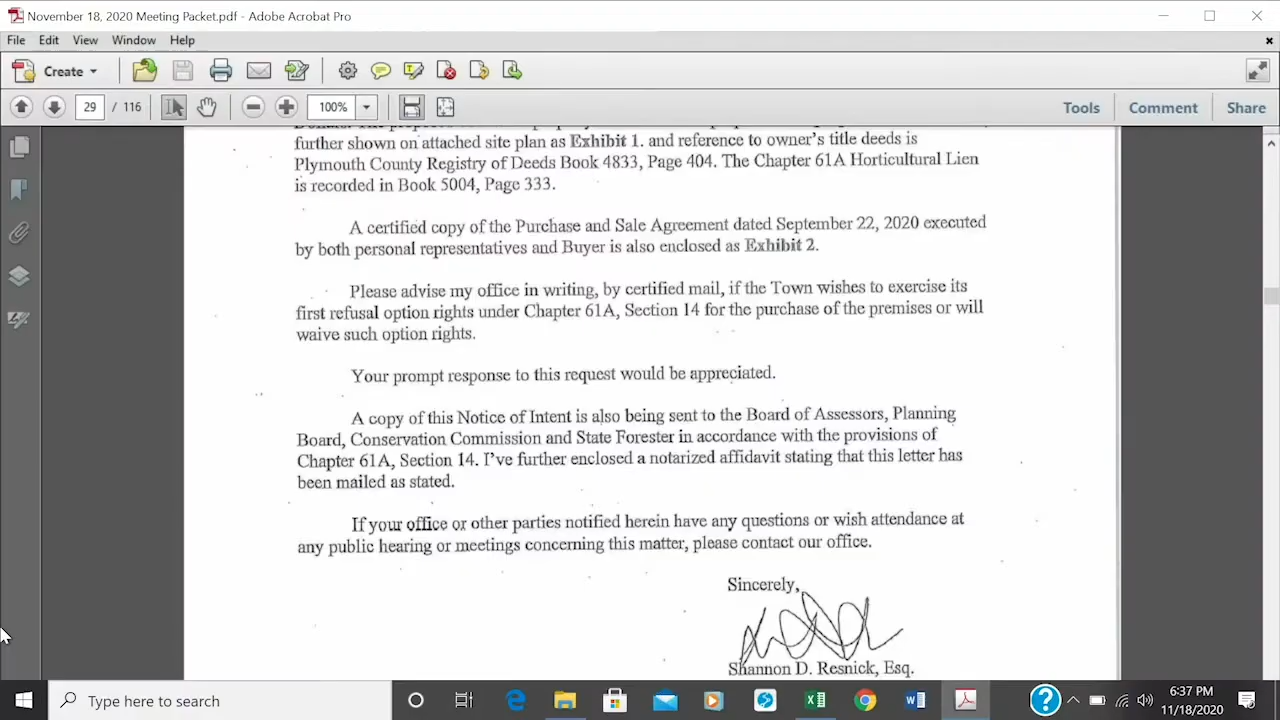 November 18, 2020 Meeting Packet.pdf - Adobe Acrobat Pro
File Edit View Window Help
Create
29 / 116 100% Tools Comment Share
further shown on attached site plan as Exhibit 1. and reference to owner's title deeds is
Plymouth County Registry of Deeds Book 4833, Page 404. The Chapter 61A Horticultural Lien
is recorded in Book 5004, Page 333.
A certified copy of the Purchase and Sale Agreement dated September 22, 2020 executed
by both personal representatives and Buyer is also enclosed as Exhibit 2.
Please advise my office in writing, by certified mail, if the Town wishes to exercise its
first refusal option rights under Chapter 61A, Section 14 for the purchase of the premises or will
waive such option rights.
Your prompt response to this request would be appreciated.
A copy of this Notice of Intent is also being sent to the Board of Assessors, Planning
Board, Conservation Commission and State Forester in accordance with the provisions of
Chapter 61A, Section 14. I've further enclosed a notarized affidavit stating that this letter has
been mailed as stated.
If your office or other parties notified herein have any questions or wish attendance at
any public hearing or meetings concerning this matter, please contact our office.
Sincerely,
Shannon D. Resnick, Esq.
Type here to search
6:37 PM
11/18/2020